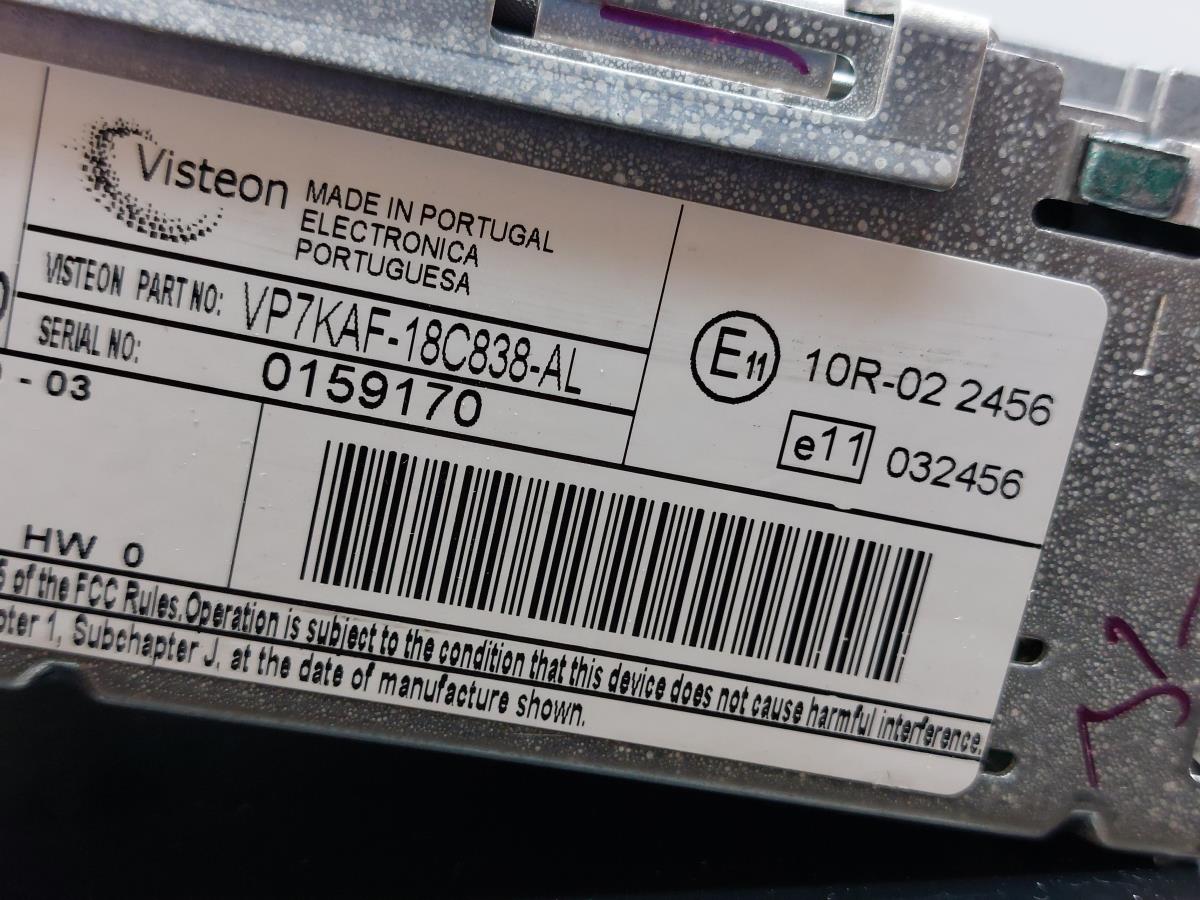 Visteon
MADE IN PORTUGAL
ELECTRONICA
PORTUGUESA
VISTEON PART NO: VP7KAF-18C838-AL
SERIAL NO: 0159170
- 03
E11 10R-02 2456
e11 032456
HW 0
5 of the FCC Rules.Operation is subject to the condition that this device does not cause harmful interference.
pter 1, Subchapter J, at the date of manufacture shown.